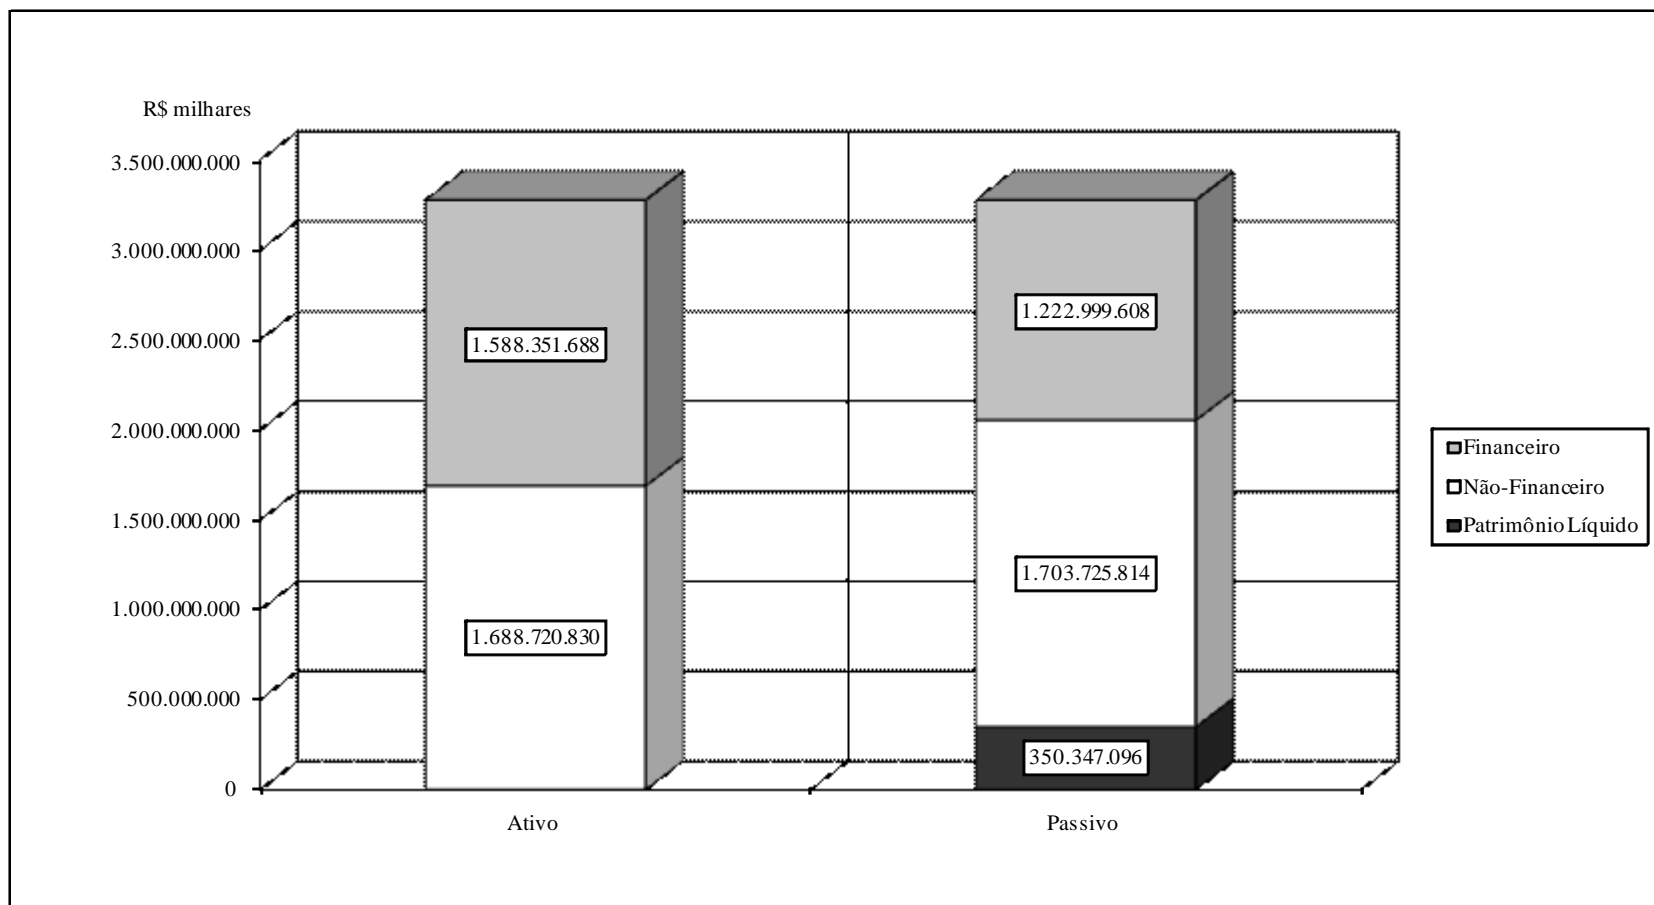 R$ milhares
3.500.000.000
3.000.000.000
2.500.000.000
2.000.000.000
1.500.000.000
1.000.000.000
500.000.000
0
1.588.351.688
1.688.720.830
1.222.999.608
1.703.725.814
350.347.096
Ativo
Passivo
Financeiro
Não-Financeiro
Patrimônio Líquido